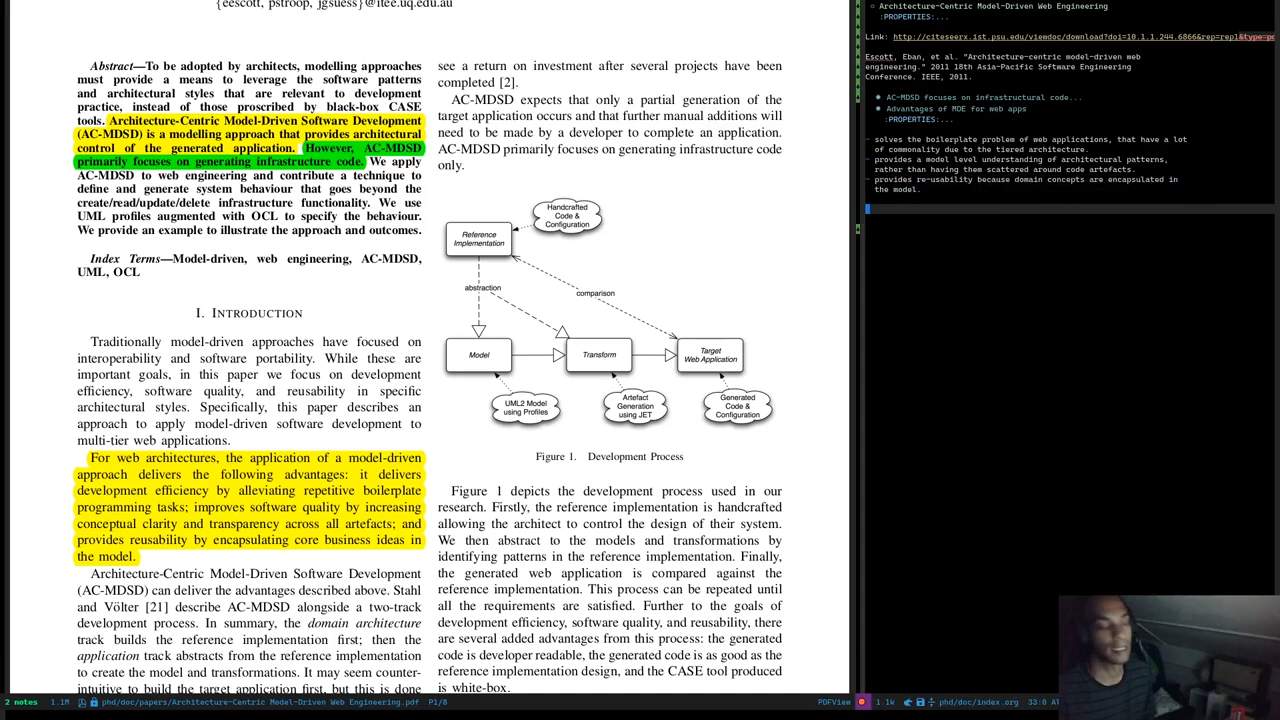 {eescott, pstroop, jgsuess}@itee.uq.edu.au
Abstract—To be adopted by architects, modelling approaches
must provide a means to leverage the software patterns
and architectural styles that are relevant to development
practice, instead of those proscribed by black-box CASE
tools. Architecture-Centric Model-Driven Software Development
(AC-MDSD) is a modelling approach that provides architectural
control of the generated application. However, AC-MDSD
primarily focuses on generating infrastructure code. We apply
AC-MDSD to web engineering and contribute a technique to
define and generate system behaviour that goes beyond the
create/read/update/delete infrastructure functionality. We use
UML profiles augmented with OCL to specify the behaviour.
We provide an example to illustrate the approach and outcomes.
Index Terms—Model-driven, web engineering, AC-MDSD,
UML, OCL
I. INTRODUCTION
Traditionally model-driven approaches have focused on
interoperability and software portability. While these are
important goals, in this paper we focus on development
efficiency, software quality, and reusability in specific
architectural styles. Specifically, this paper describes an
approach to apply model-driven software development to
multi-tier web applications.
For web architectures, the application of a model-driven
approach delivers the following advantages: it delivers
development efficiency by alleviating repetitive boilerplate
programming tasks; improves software quality by increasing
conceptual clarity and transparency across all artefacts; and
provides reusability by encapsulating core business ideas in
the model.
Architecture-Centric Model-Driven Software Development
(AC-MDSD) can deliver the advantages described above. Stahl
and Völter [21] describe AC-MDSD alongside a two-track
development process. In summary, the domain architecture
track builds the reference implementation first; then the
application track abstracts from the reference implementation
to create the model and transformations. It may seem counter-
intuitive to build the target application first, but this is done
see a return on investment after several projects have been
completed [2].
AC-MDSD expects that only a partial generation of the
target application occurs and that further manual additions will
need to be made by a developer to complete an application.
AC-MDSD primarily focuses on generating infrastructure code
only.
Handcrafted
Code &
Configuration
Reference
Implementation
abstraction
comparison
Model
Transform
Target
Web Application
UML2 Model
using Profiles
Artefact
Generation
using JET
Generated
Code &
Configuration
Figure 1. Development Process
Figure 1 depicts the development process used in our
research. Firstly, the reference implementation is handcrafted
allowing the architect to control the design of their system.
We then abstract to the models and transformations by
identifying patterns in the reference implementation. Finally,
the generated web application is compared against the
reference implementation. This process can be repeated until
all the requirements are satisfied. Further to the goals of
development efficiency, software quality, and reusability, there
are several added advantages from this process: the generated
code is developer readable, the generated code is as good as the
reference implementation design, and the CASE tool produced
is white-box.
2 notes 1.1M phd/doc/papers/Architecture-Centric Model-Driven Web Engineering.pdf P1/8 PDFView
Architecture-Centric Model-Driven Web Engineering
:PROPERTIES:...
Link: http://citeseerx.ist.psu.edu/viewdoc/download?doi=10.1.1.244.6866&rep=rep1&type=p
Escott, Eban, et al. "Architecture-centric model-driven web
engineering." 2011 18th Asia-Pacific Software Engineering
Conference. IEEE, 2011.
AC-MDSD focuses on infrastructural code...
Advantages of MDE for web apps
:PROPERTIES:...
- solves the boilerplate problem of web applications, that have a lot
of commonality due to the tiered architecture.
- provides a model level understanding of architectural patterns,
rather than having them scattered around code artefacts.
- provides re-usability because domain concepts are encapsulated in
the model.
1.1k phd/doc/index.org 33:0 Al